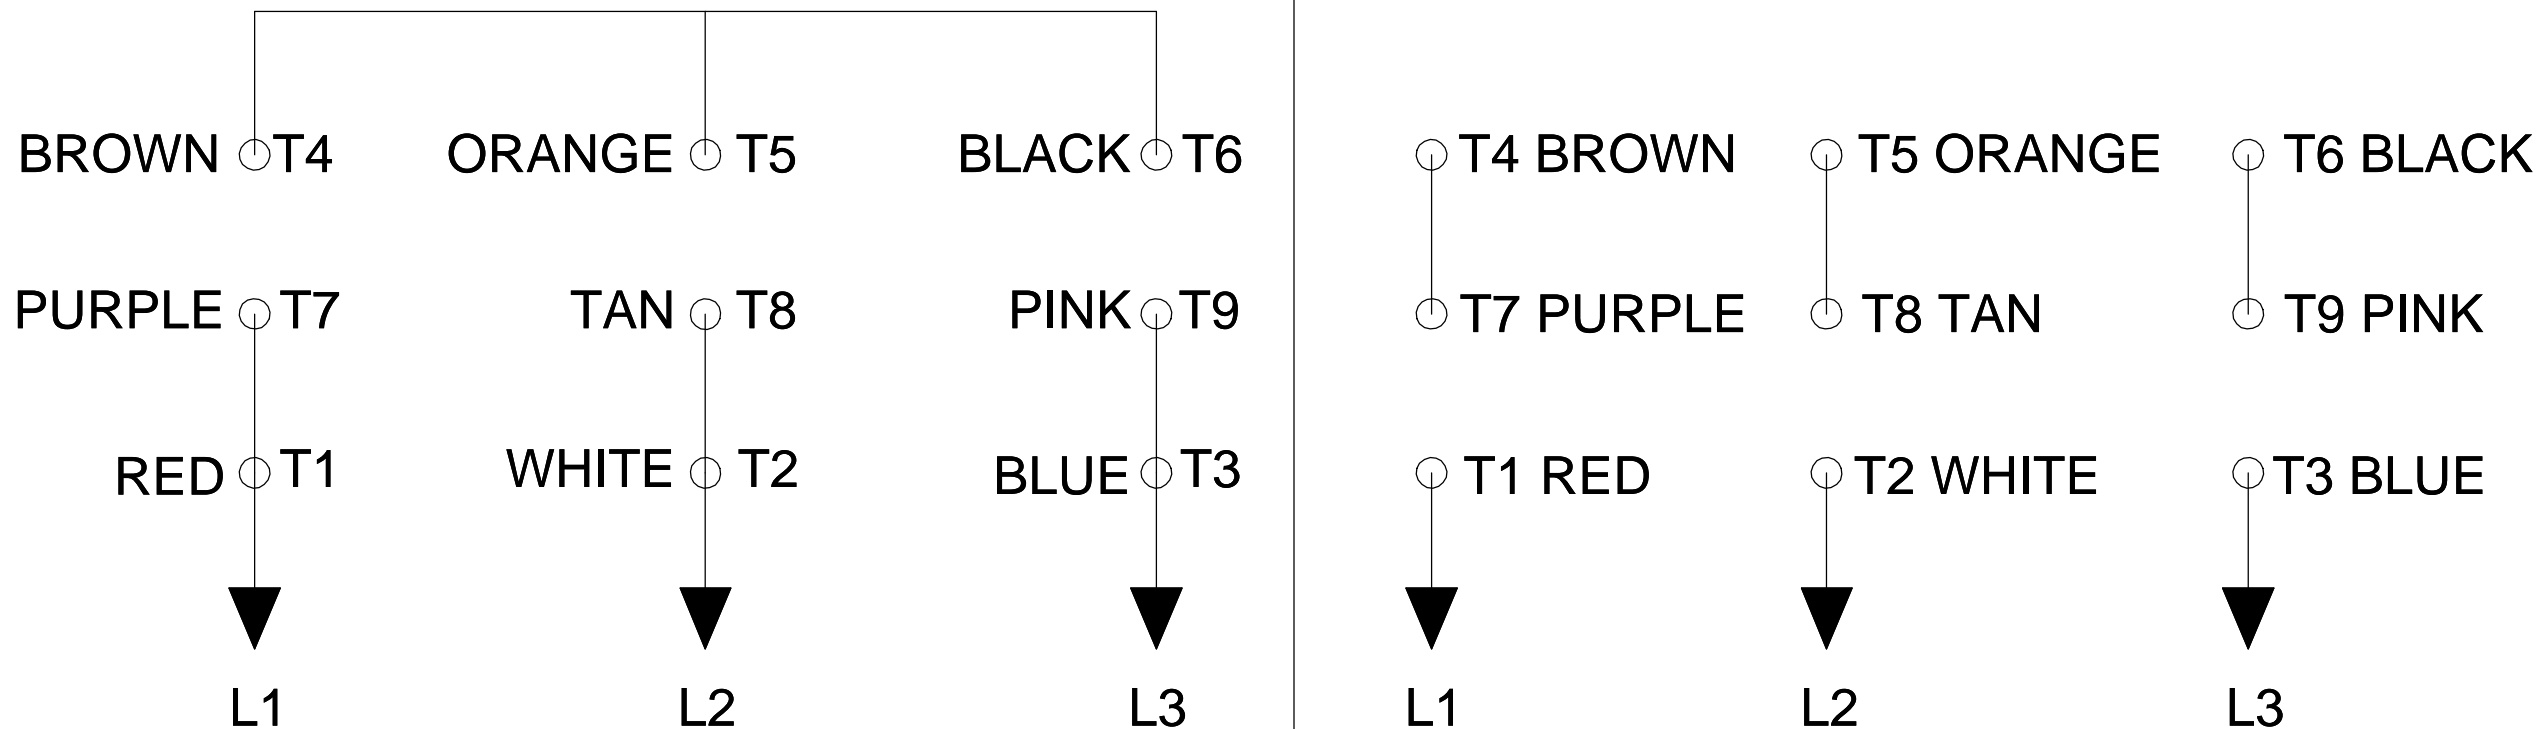 BROWN T4 ORANGE T5 BLACK T6
PURPLE T7 TAN T8 PINK T9
RED T1 WHITE T2 BLUE T3
L1 L2 L3
T4 BROWN T5 ORANGE T6 BLACK
T7 PURPLE T8 TAN T9 PINK
T1 RED T2 WHITE T3 BLUE
L1 L2 L3